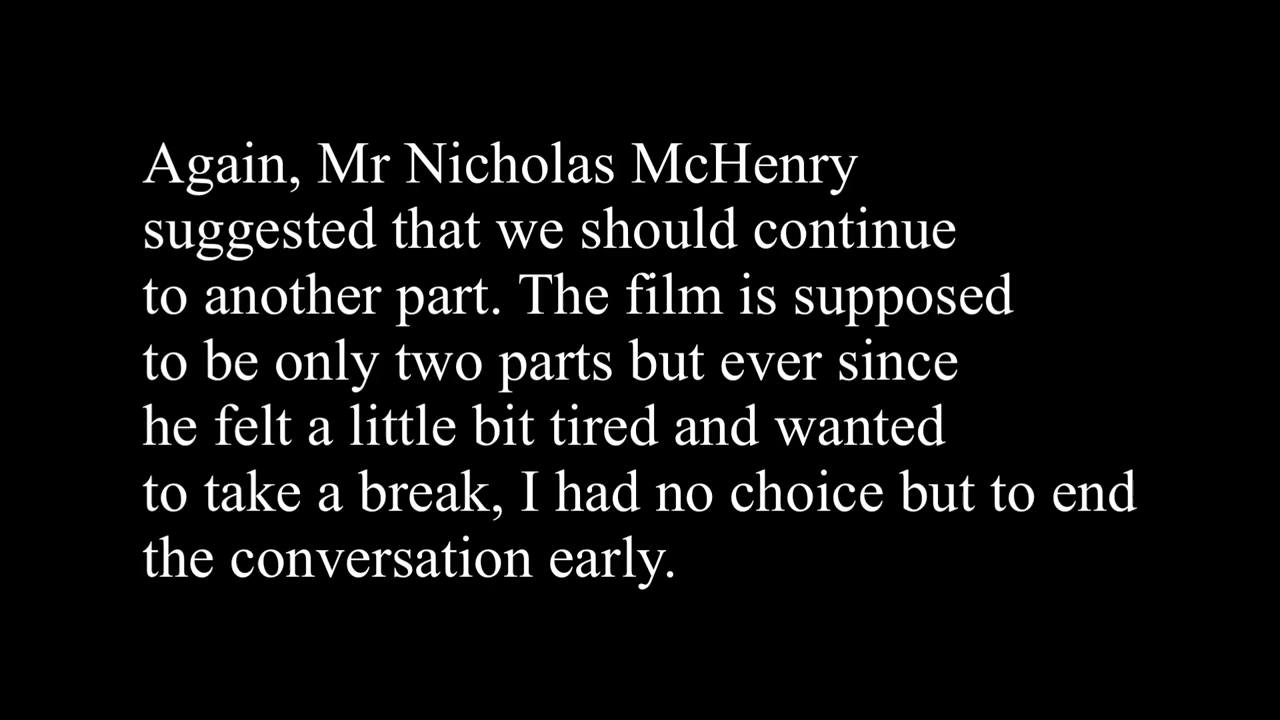 Again, Mr Nicholas McHenry
suggested that we should continue
to another part. The film is supposed
to be only two parts but ever since
he felt a little bit tired and wanted
to take a break, I had no choice but to end
the conversation early.